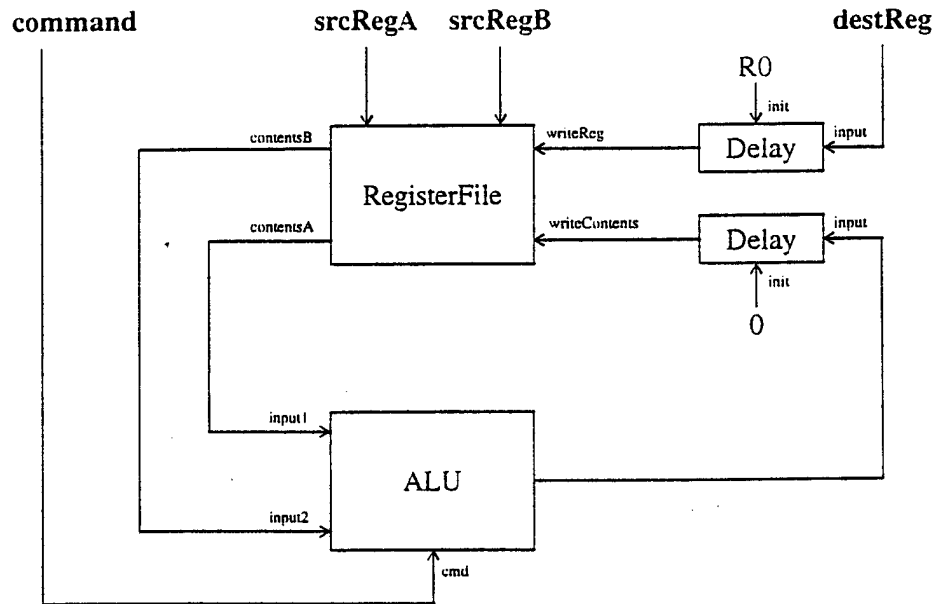 command
srcRegA
srcRegB
destReg
R0
init
contentsB
writeReg
input
Delay
RegisterFile
contentsA
writeContents
input
Delay
init
0
input1
ALU
input2
cmd